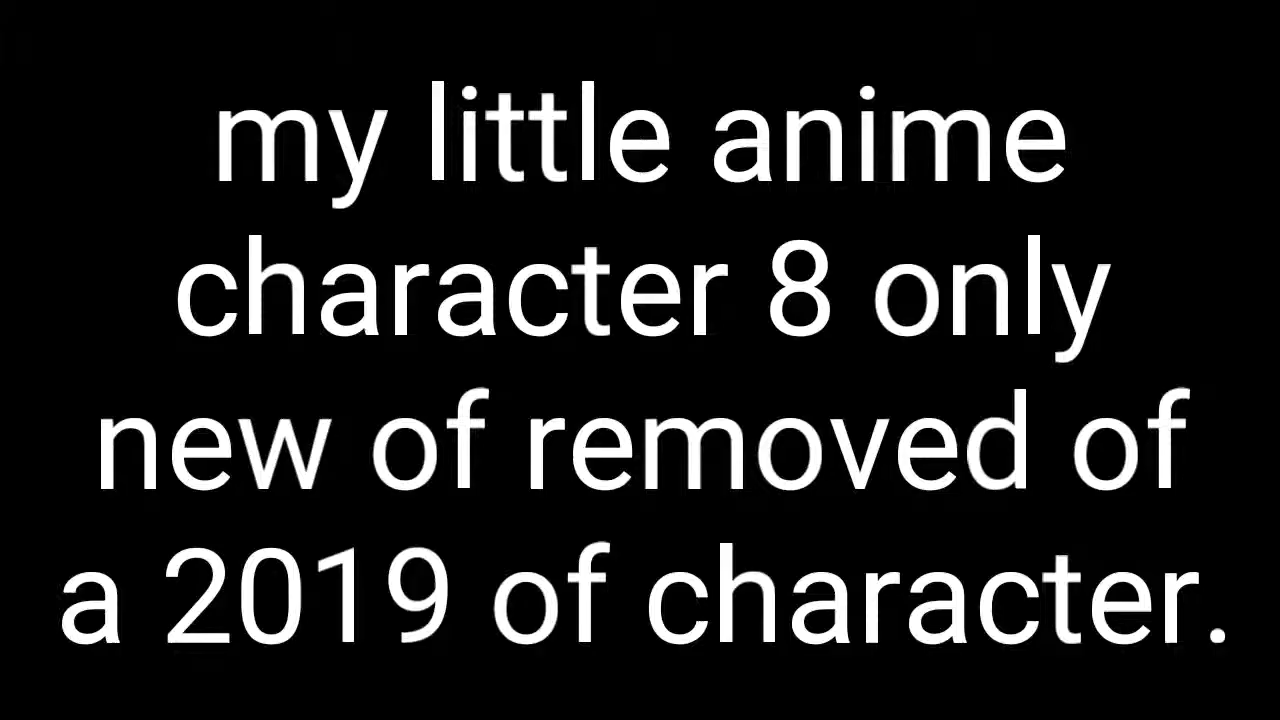 my little anime
character 8 only
new of removed of
a 2019 of character.